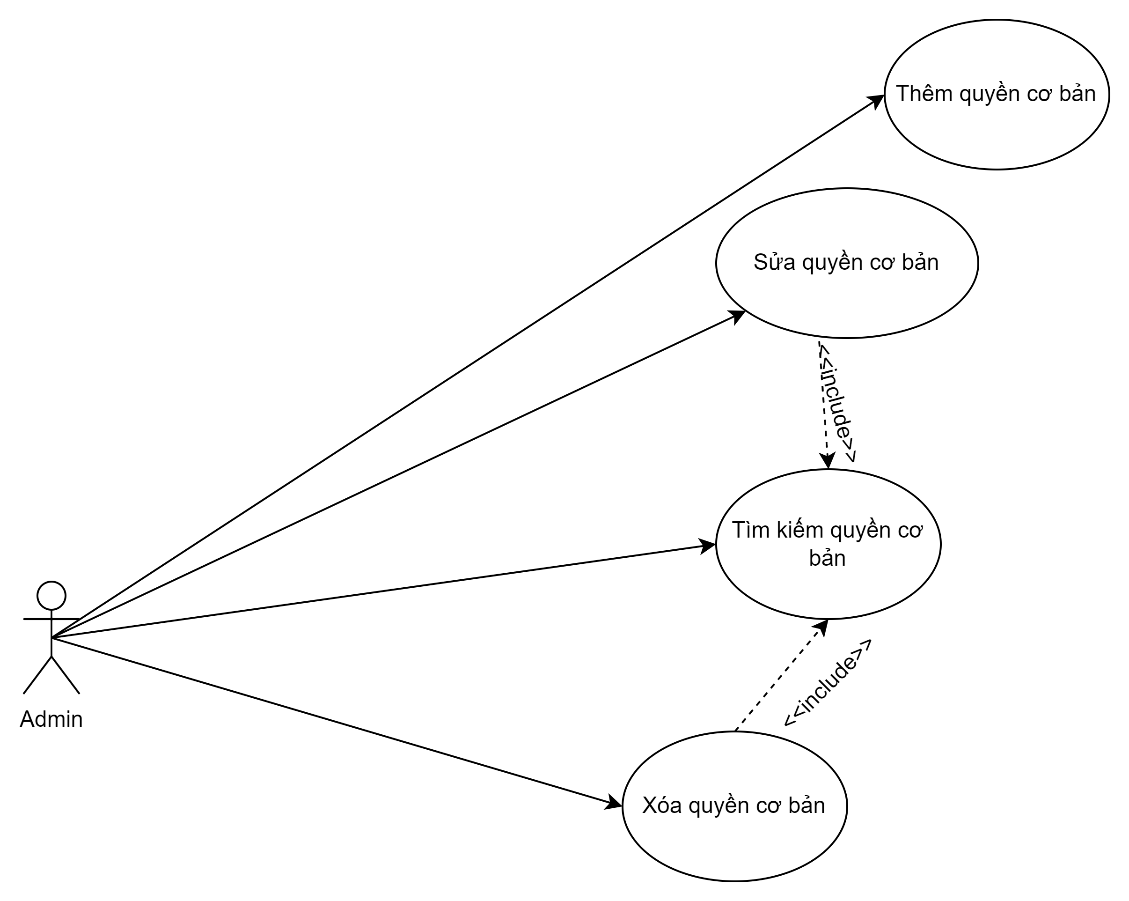 Thêm quyền cơ bản
Sửa quyền cơ bản
<<include>>
Tìm kiếm quyền cơ
bản
<<include>>
Admin
Xóa quyền cơ bản